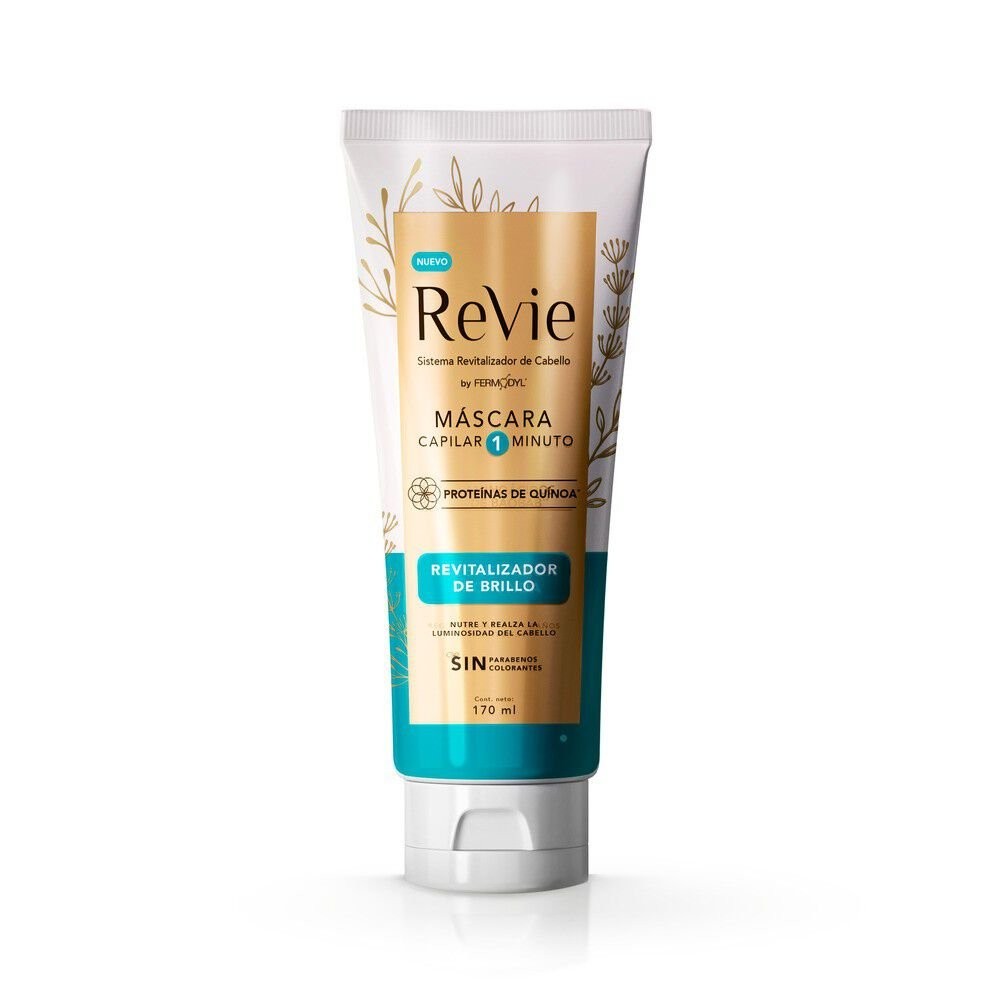 NUEVO
ReVie
Sistema Revitalizador de Cabello
by FERMODYL®
MÁSCARA
CAPILAR 1 MINUTO
PROTEÍNAS DE QUÍNOA
REVITALIZADOR
DE BRILLO
NUTRE Y REALZA LA
LUMINOSIDAD DEL CABELLO
SIN PARABENOS
COLORANTES
Cont. neto:
170 ml